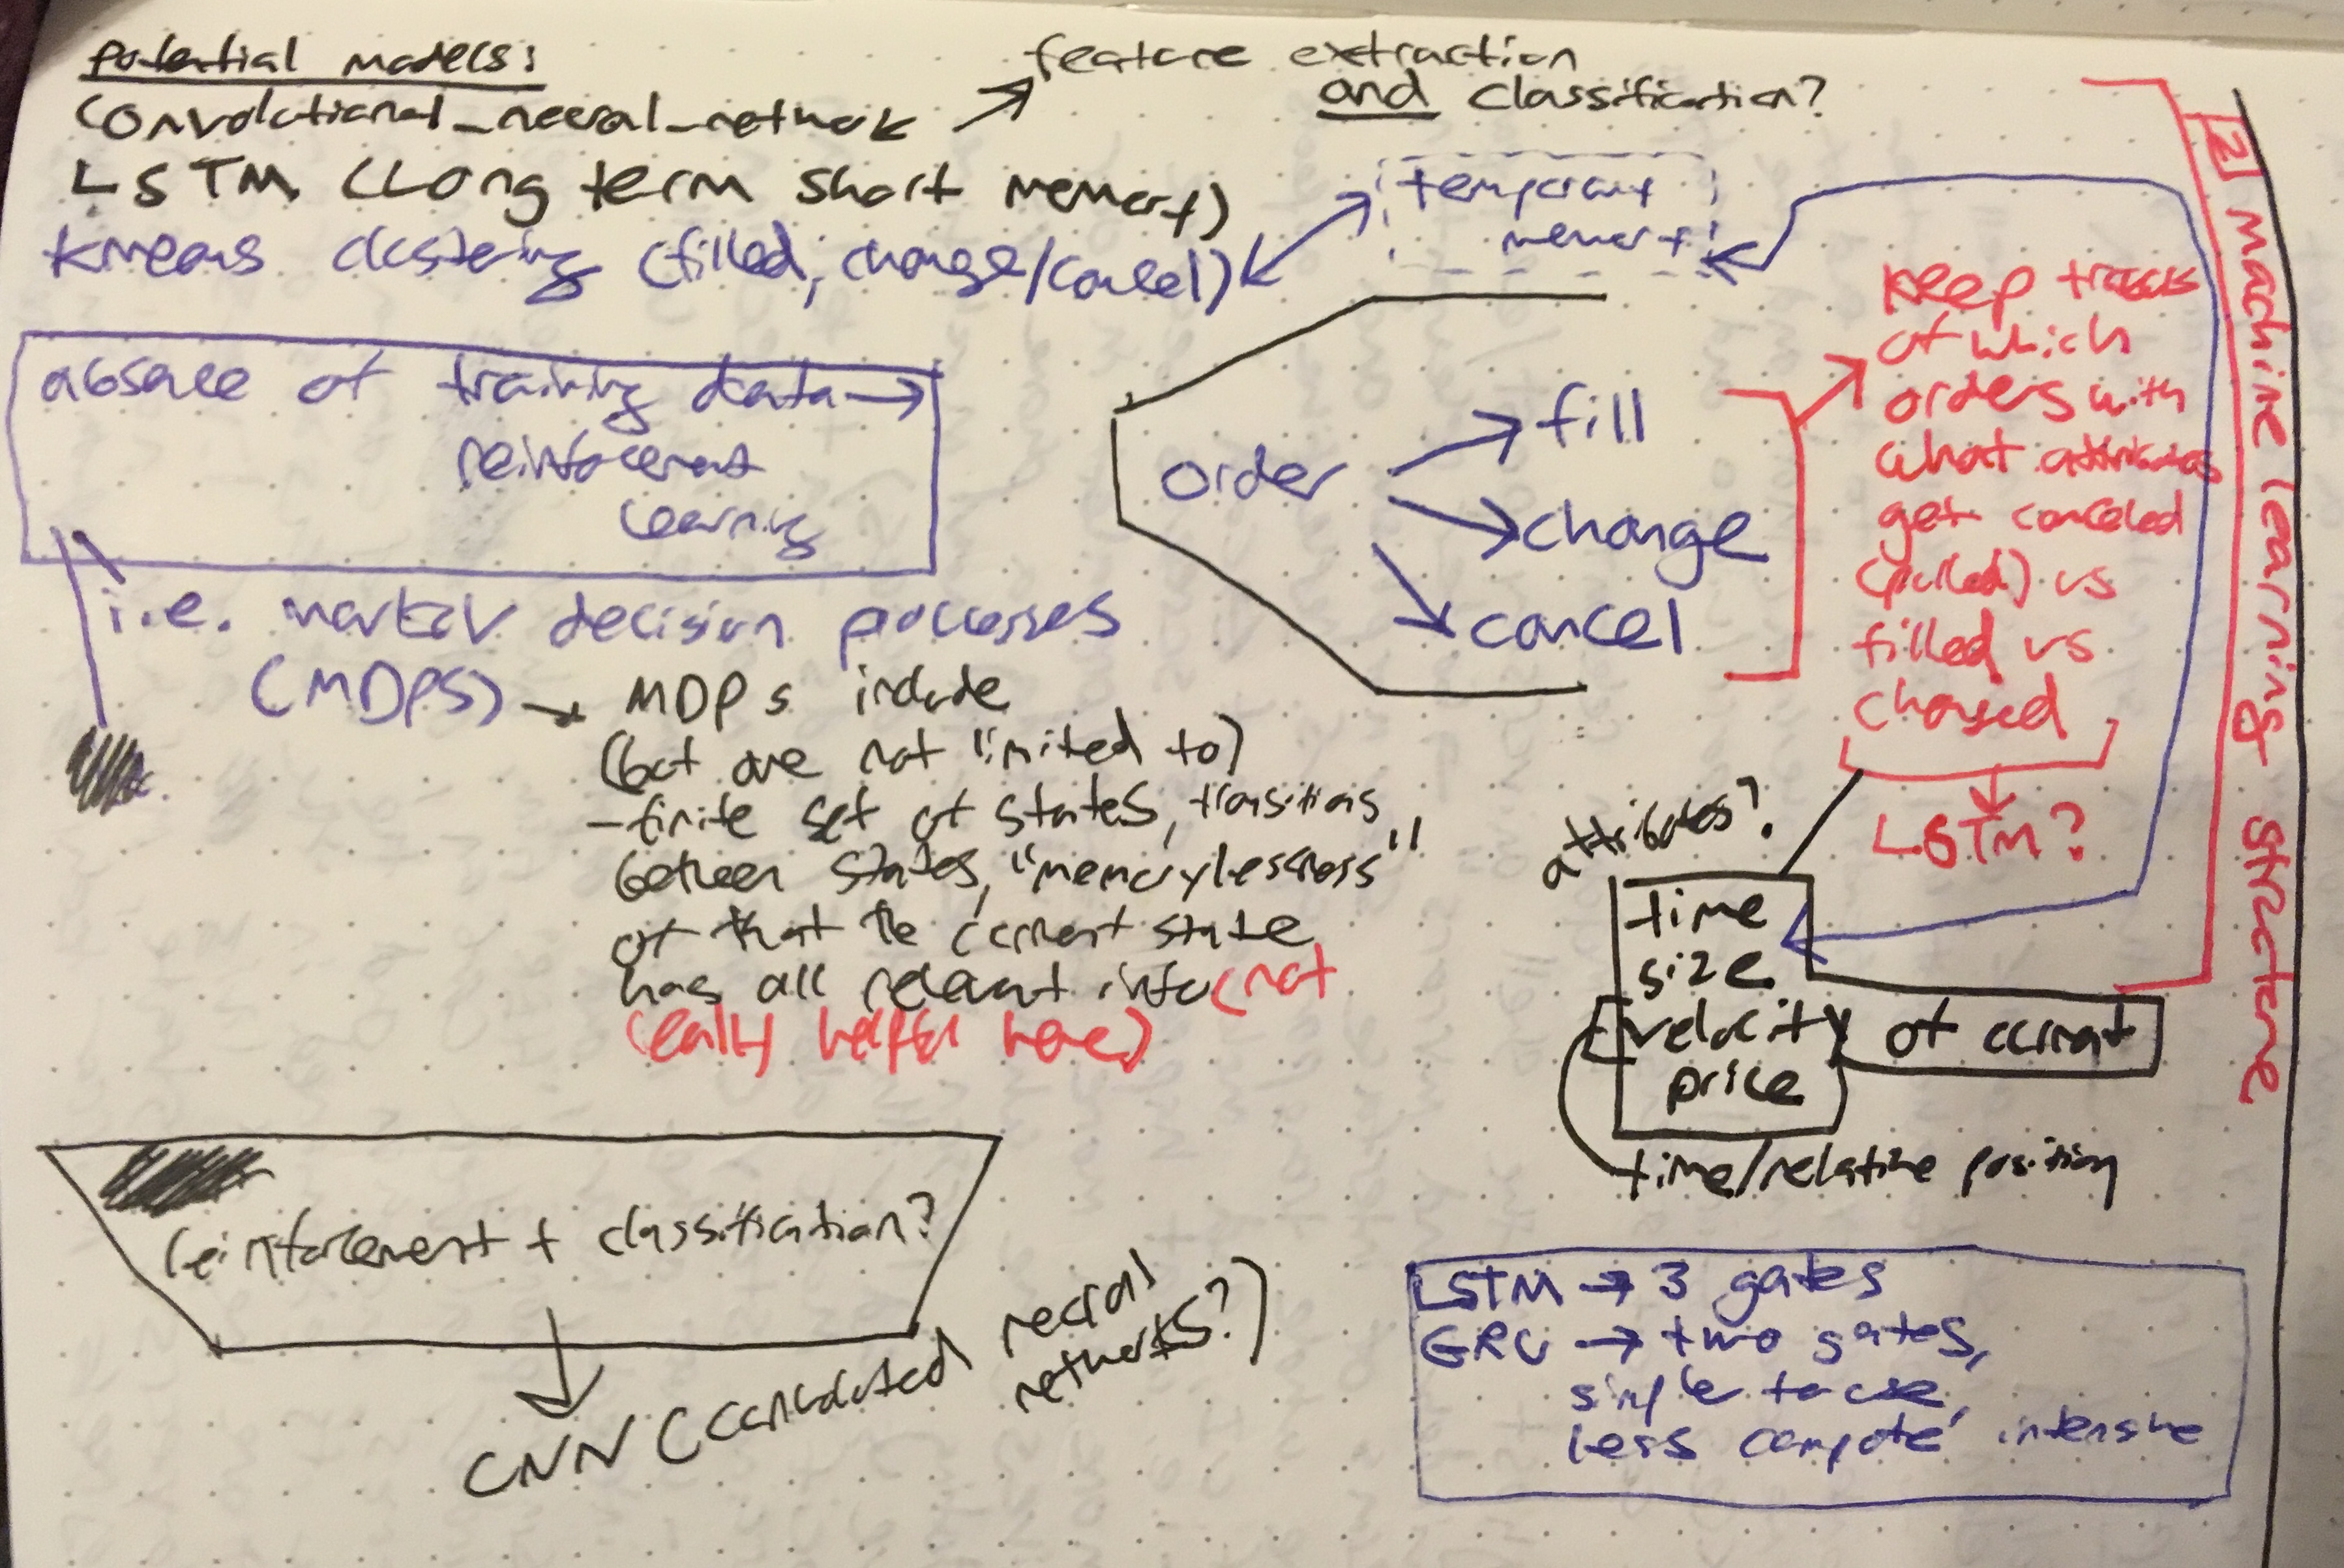 potential models:
convolutional_neural_network
feature extraction
and classification?
LSTM (Long term short memory)
kmeans clustering (filled, change/cancel)
temporary
memory
absence of training data →
reinforcement
learning
i.e. markov decision processes
(MDPS) → MDPs include
(but are not limited to)
- finite set of states, transitions
between states, "memorylessness"
of that the current state
has all relevant info (not
really helpful here)
order → fill
→ change
→ cancel
keep track
of which
orders with
what attributes
get canceled
(pulled) vs
filled vs
changed
LSTM?
attributes?
time
size
velocity of current
price
time/relative position
[2] machine learning structure
reinforcement + classification?
CNN (convoluted neural
networks?)
LSTM → 3 gates
GRU → two gates,
simple to use,
less compute intensive